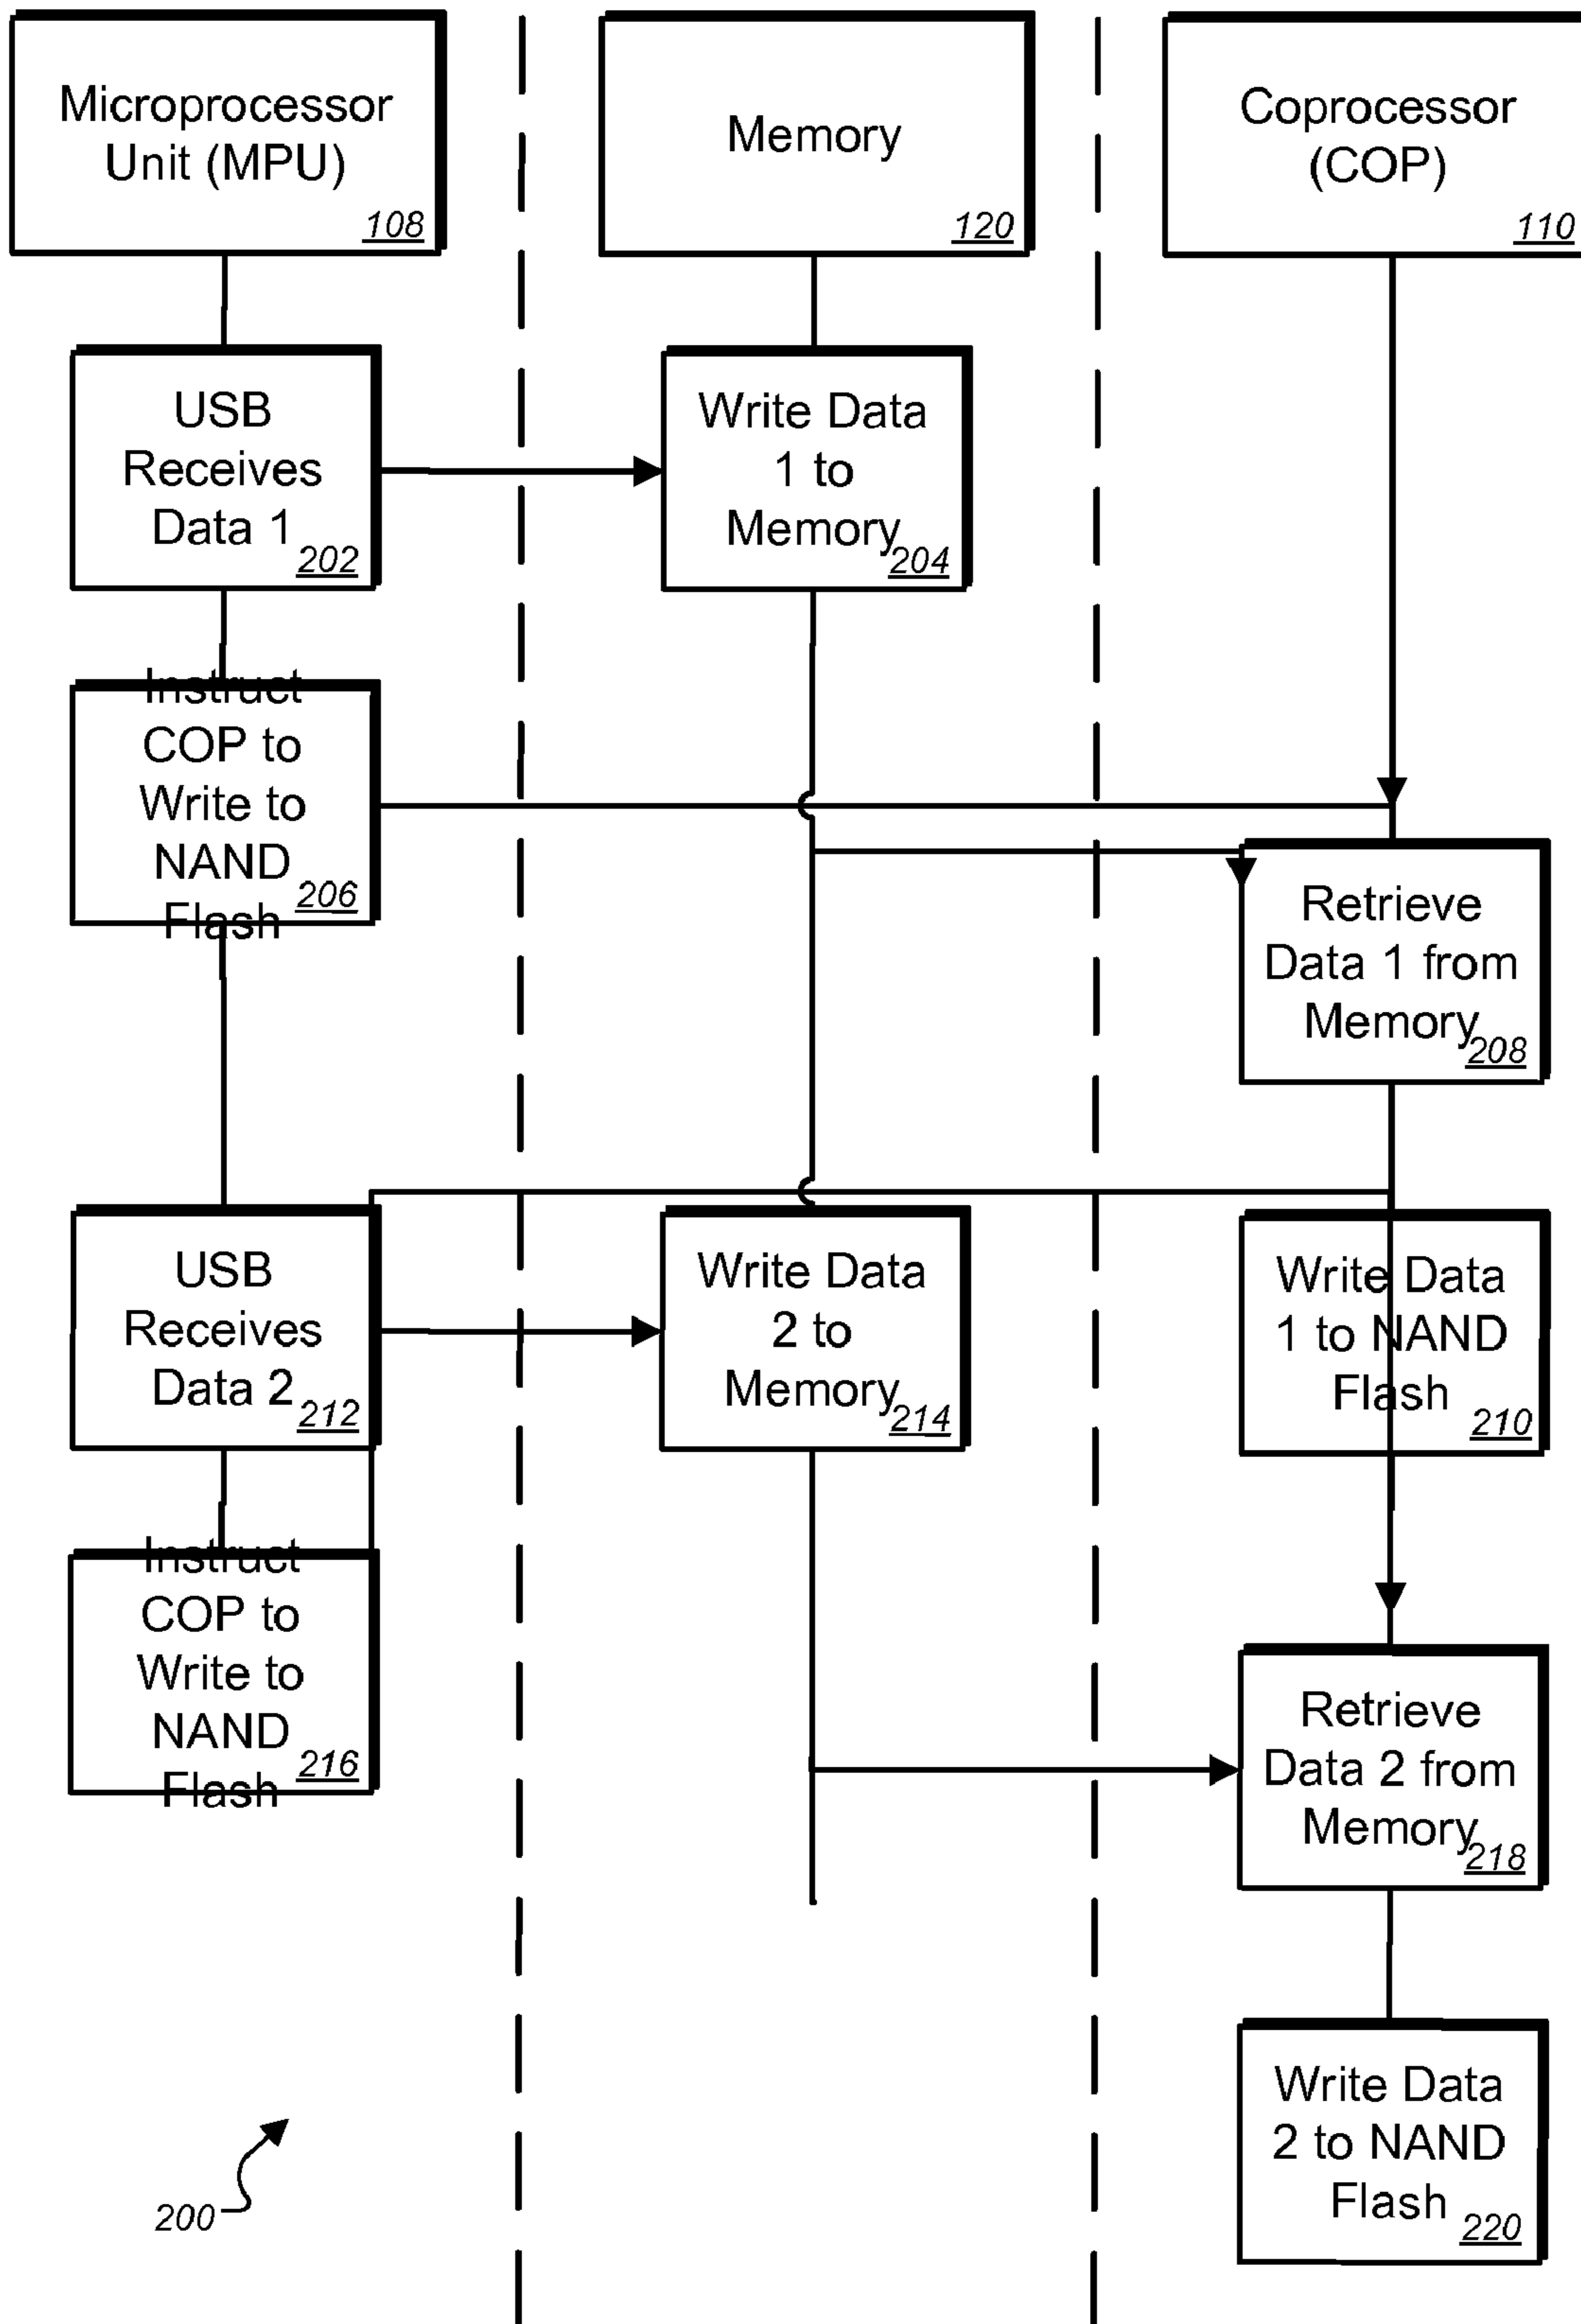 Microprocessor
Unit (MPU)
108
Memory
120
Coprocessor
(COP)
110
USB
Receives
Data 1
202
Write Data
1 to
Memory
204
Instruct
COP to
Write to
NAND
Flash
206
Retrieve
Data 1 from
Memory
208
USB
Receives
Data 2
212
Write Data
2 to
Memory
214
Write Data
1 to NAND
Flash
210
Instruct
COP to
Write to
NAND
Flash
216
Retrieve
Data 2 from
Memory
218
Write Data
2 to NAND
Flash
220
200